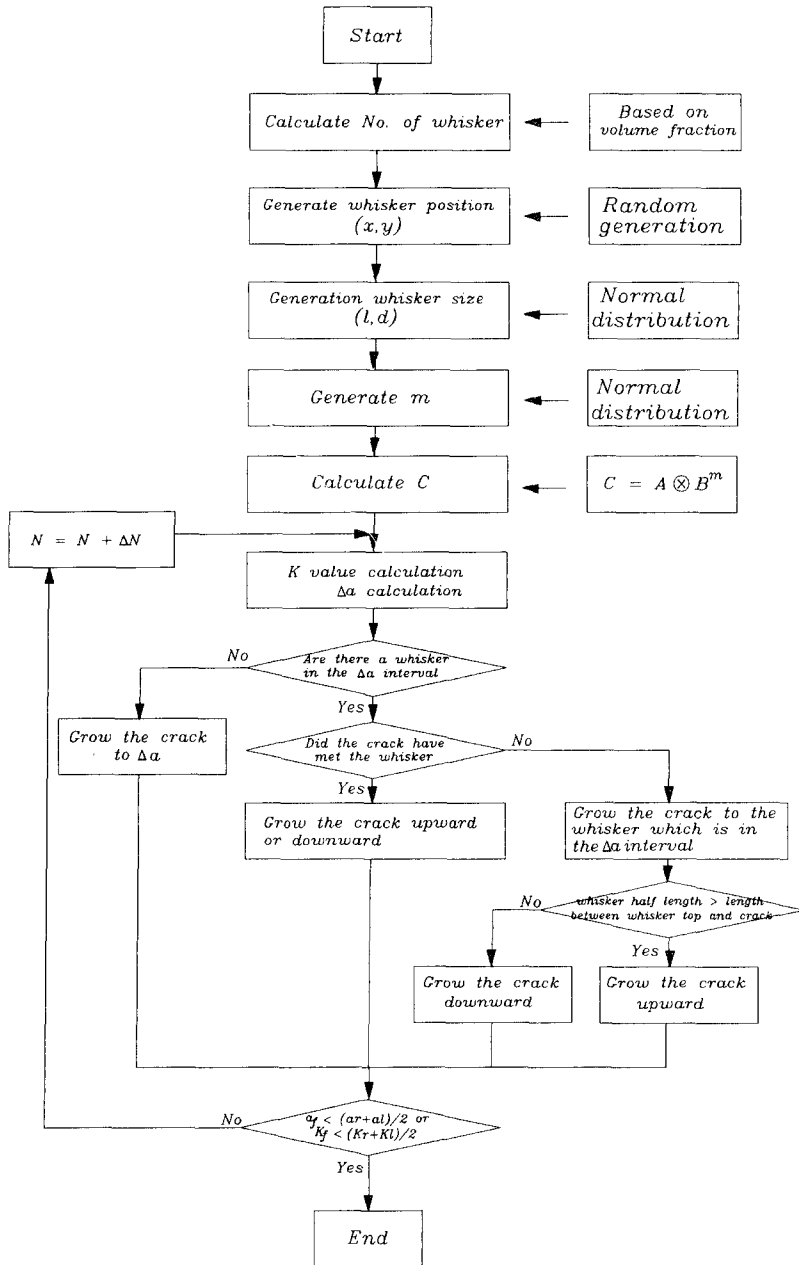 Start
Calculate No. of whisker
Based on
volume fraction
Generate whisker position
(x,y)
Random
generation
Generation whisker size
(l,d)
Normal
distribution
Generate m
Normal
distribution
Calculate C
C = A ⊗ B^m
N = N + ΔN
K value calculation
Δa calculation
No
Are there a whisker
in the Δa interval
Yes
Grow the crack
to Δa
Did the crack have
met the whisker
No
Yes
Grow the crack upward
or downward
Grow the crack to the
whisker which is in
the Δa interval
No
whisker half length > length
between whisker top and crack
Yes
Grow the crack
downward
Grow the crack
upward
No
af < (ar+al)/2 or
Kf < (Kr+Kl)/2
Yes
End